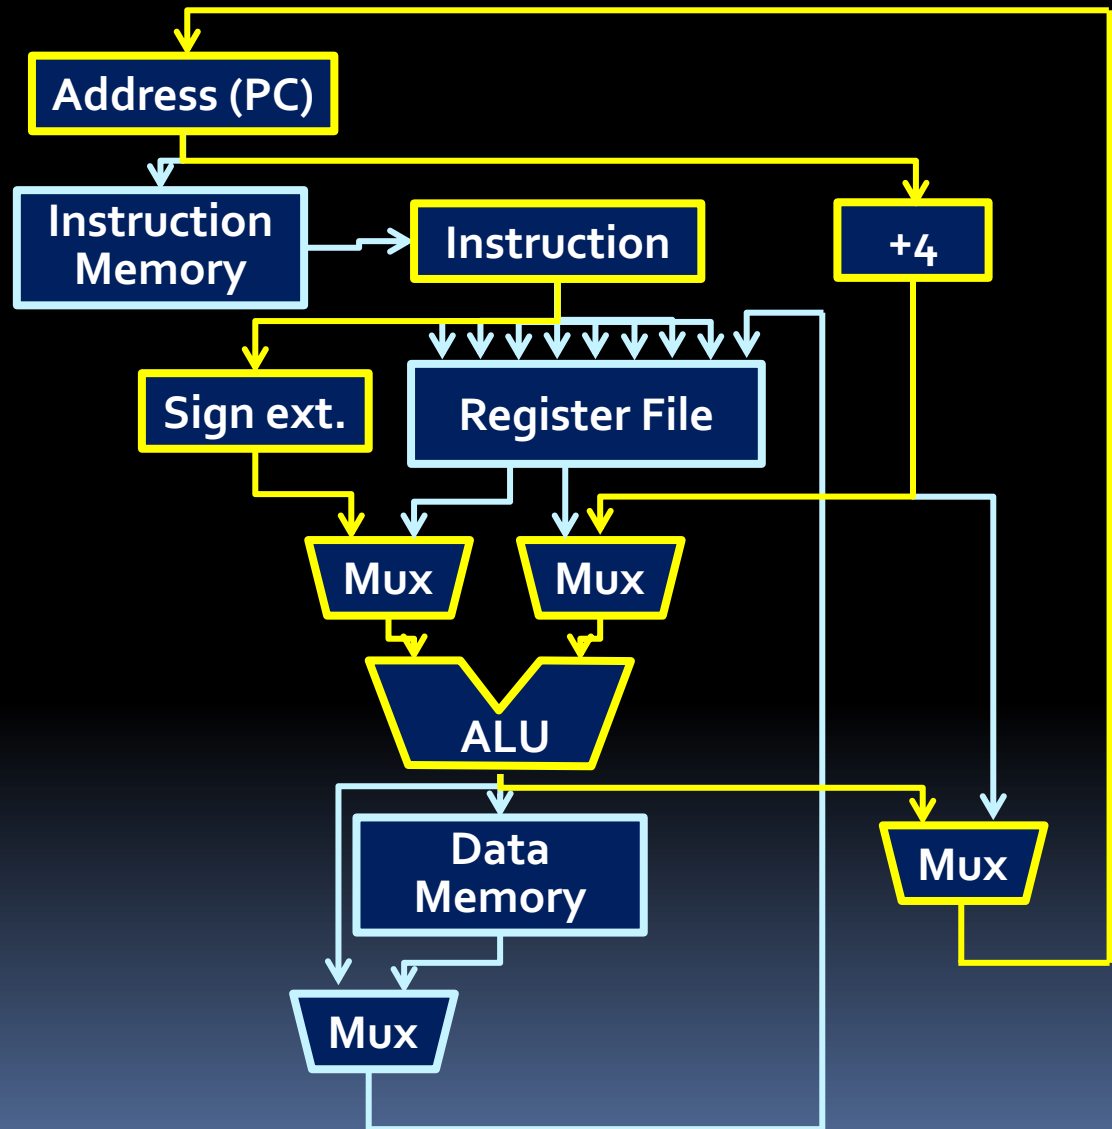 Address (PC)
Instruction
Memory
Instruction
+4
Sign ext.
Register File
Mux
Mux
ALU
Data
Memory
Mux
Mux